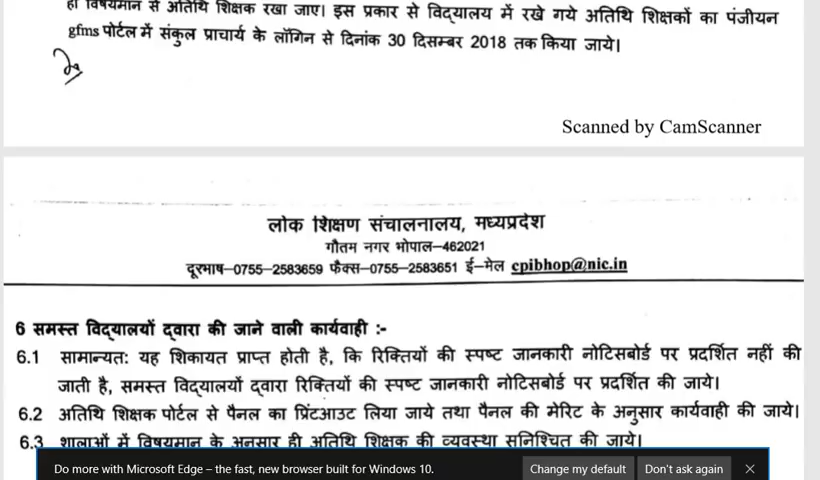 ही विषयमान से अतिथि शिक्षक रखा जाए। इस प्रकार से विद्यालय में रखे गये अतिथि शिक्षकों का पंजीयन
gfms पोर्टल में संकुल प्राचार्य के लॉगिन से दिनांक 30 दिसम्बर 2018 तक किया जाये।
Scanned by CamScanner
लोक शिक्षण संचालनालय, मध्यप्रदेश
गौतम नगर भोपाल–462021
दूरभाष–0755–2583659 फैक्स–0755–2583651 ई–मेल cpibhop@nic.in
6 समस्त विद्यालयों द्वारा की जाने वाली कार्यवाही :-
6.1 सामान्यतः यह शिकायत प्राप्त होती है, कि रिक्तियों की स्पष्ट जानकारी नोटिसबोर्ड पर प्रदर्शित नहीं की
जाती है, समस्त विद्यालयों द्वारा रिक्तियों की स्पष्ट जानकारी नोटिसबोर्ड पर प्रदर्शित की जाये।
6.2 अतिथि शिक्षक पोर्टल से पैनल का प्रिंटआउट लिया जाये तथा पैनल की मेरिट के अनुसार कार्यवाही की जाये।
6.3 शालाओं में विषयमान के अनुसार ही अतिथि शिक्षक की व्यवस्था सुनिश्चित की जाये।
Do more with Microsoft Edge – the fast, new browser built for Windows 10. Change my default Don't ask again